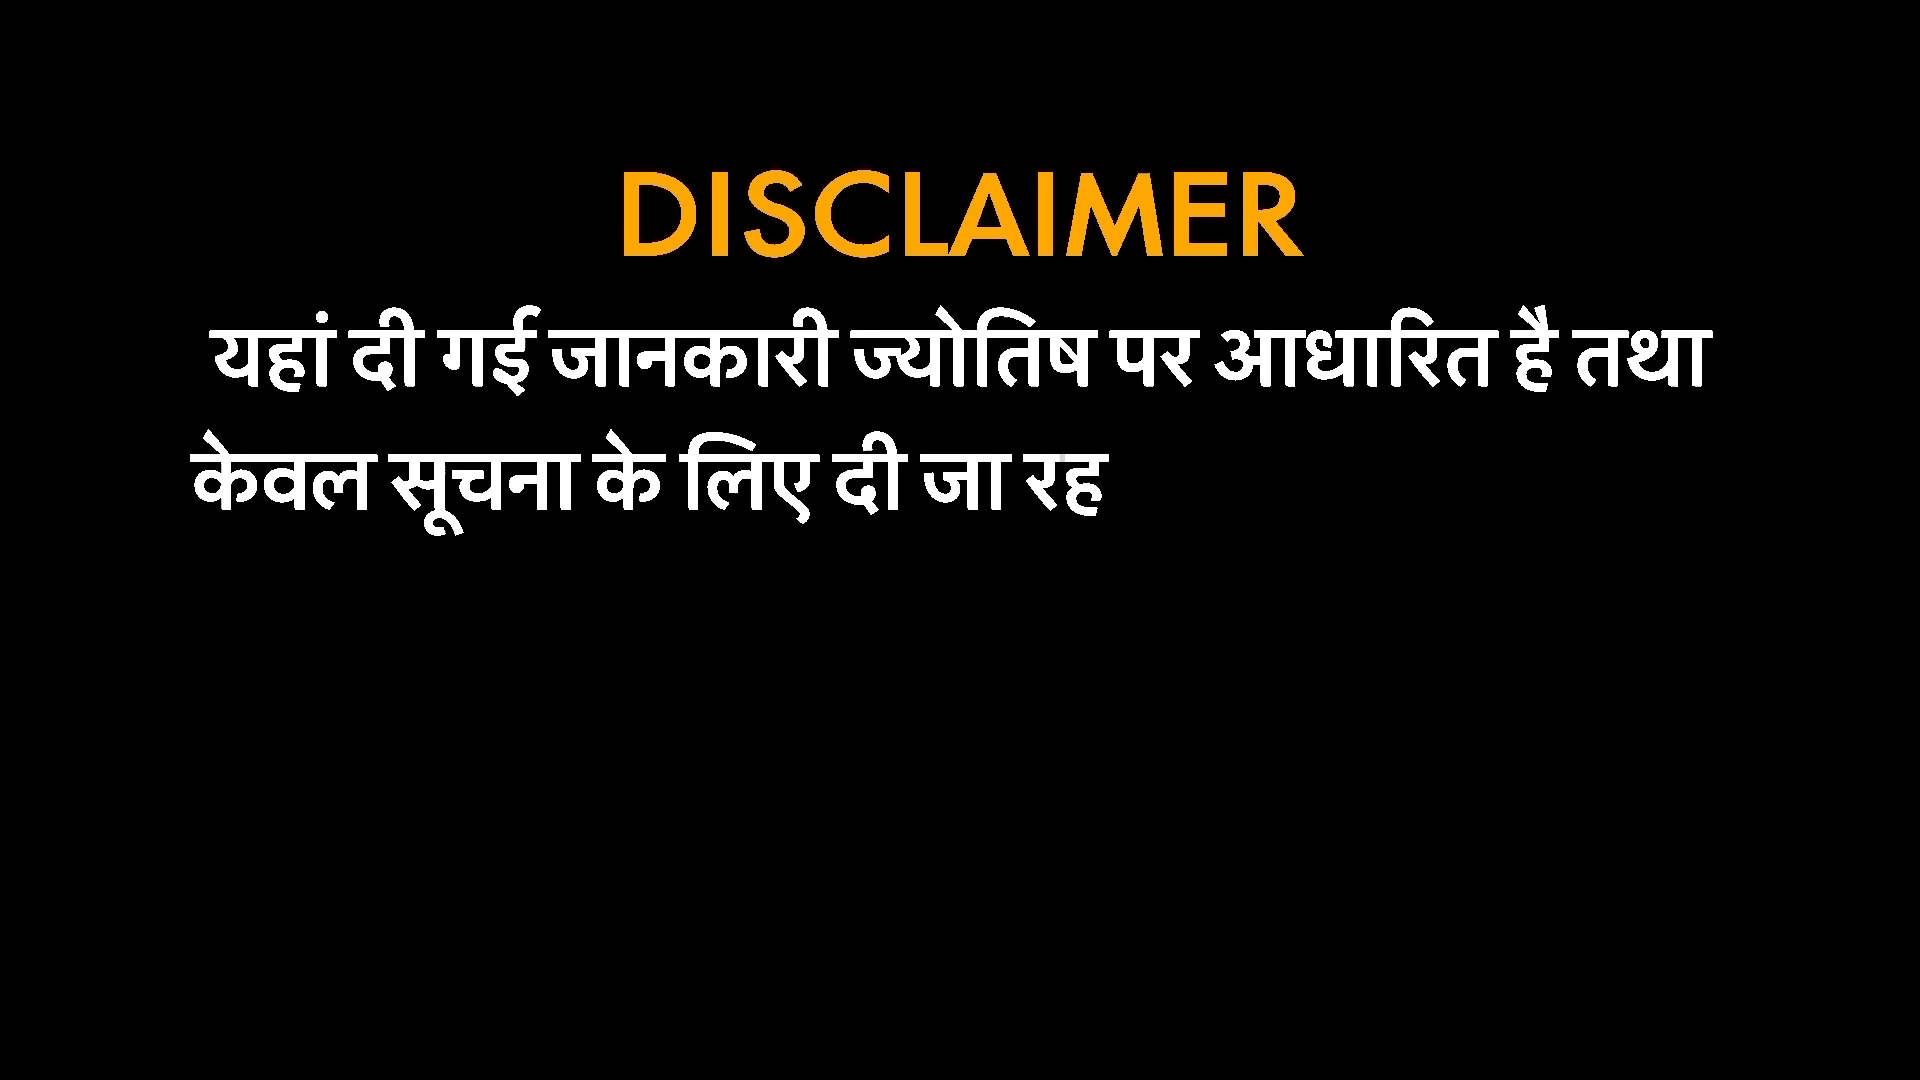 DISCLAIMER
यहां दी गई जानकारी ज्योतिष पर आधारित है तथा
केवल सूचना के लिए दी जा रह